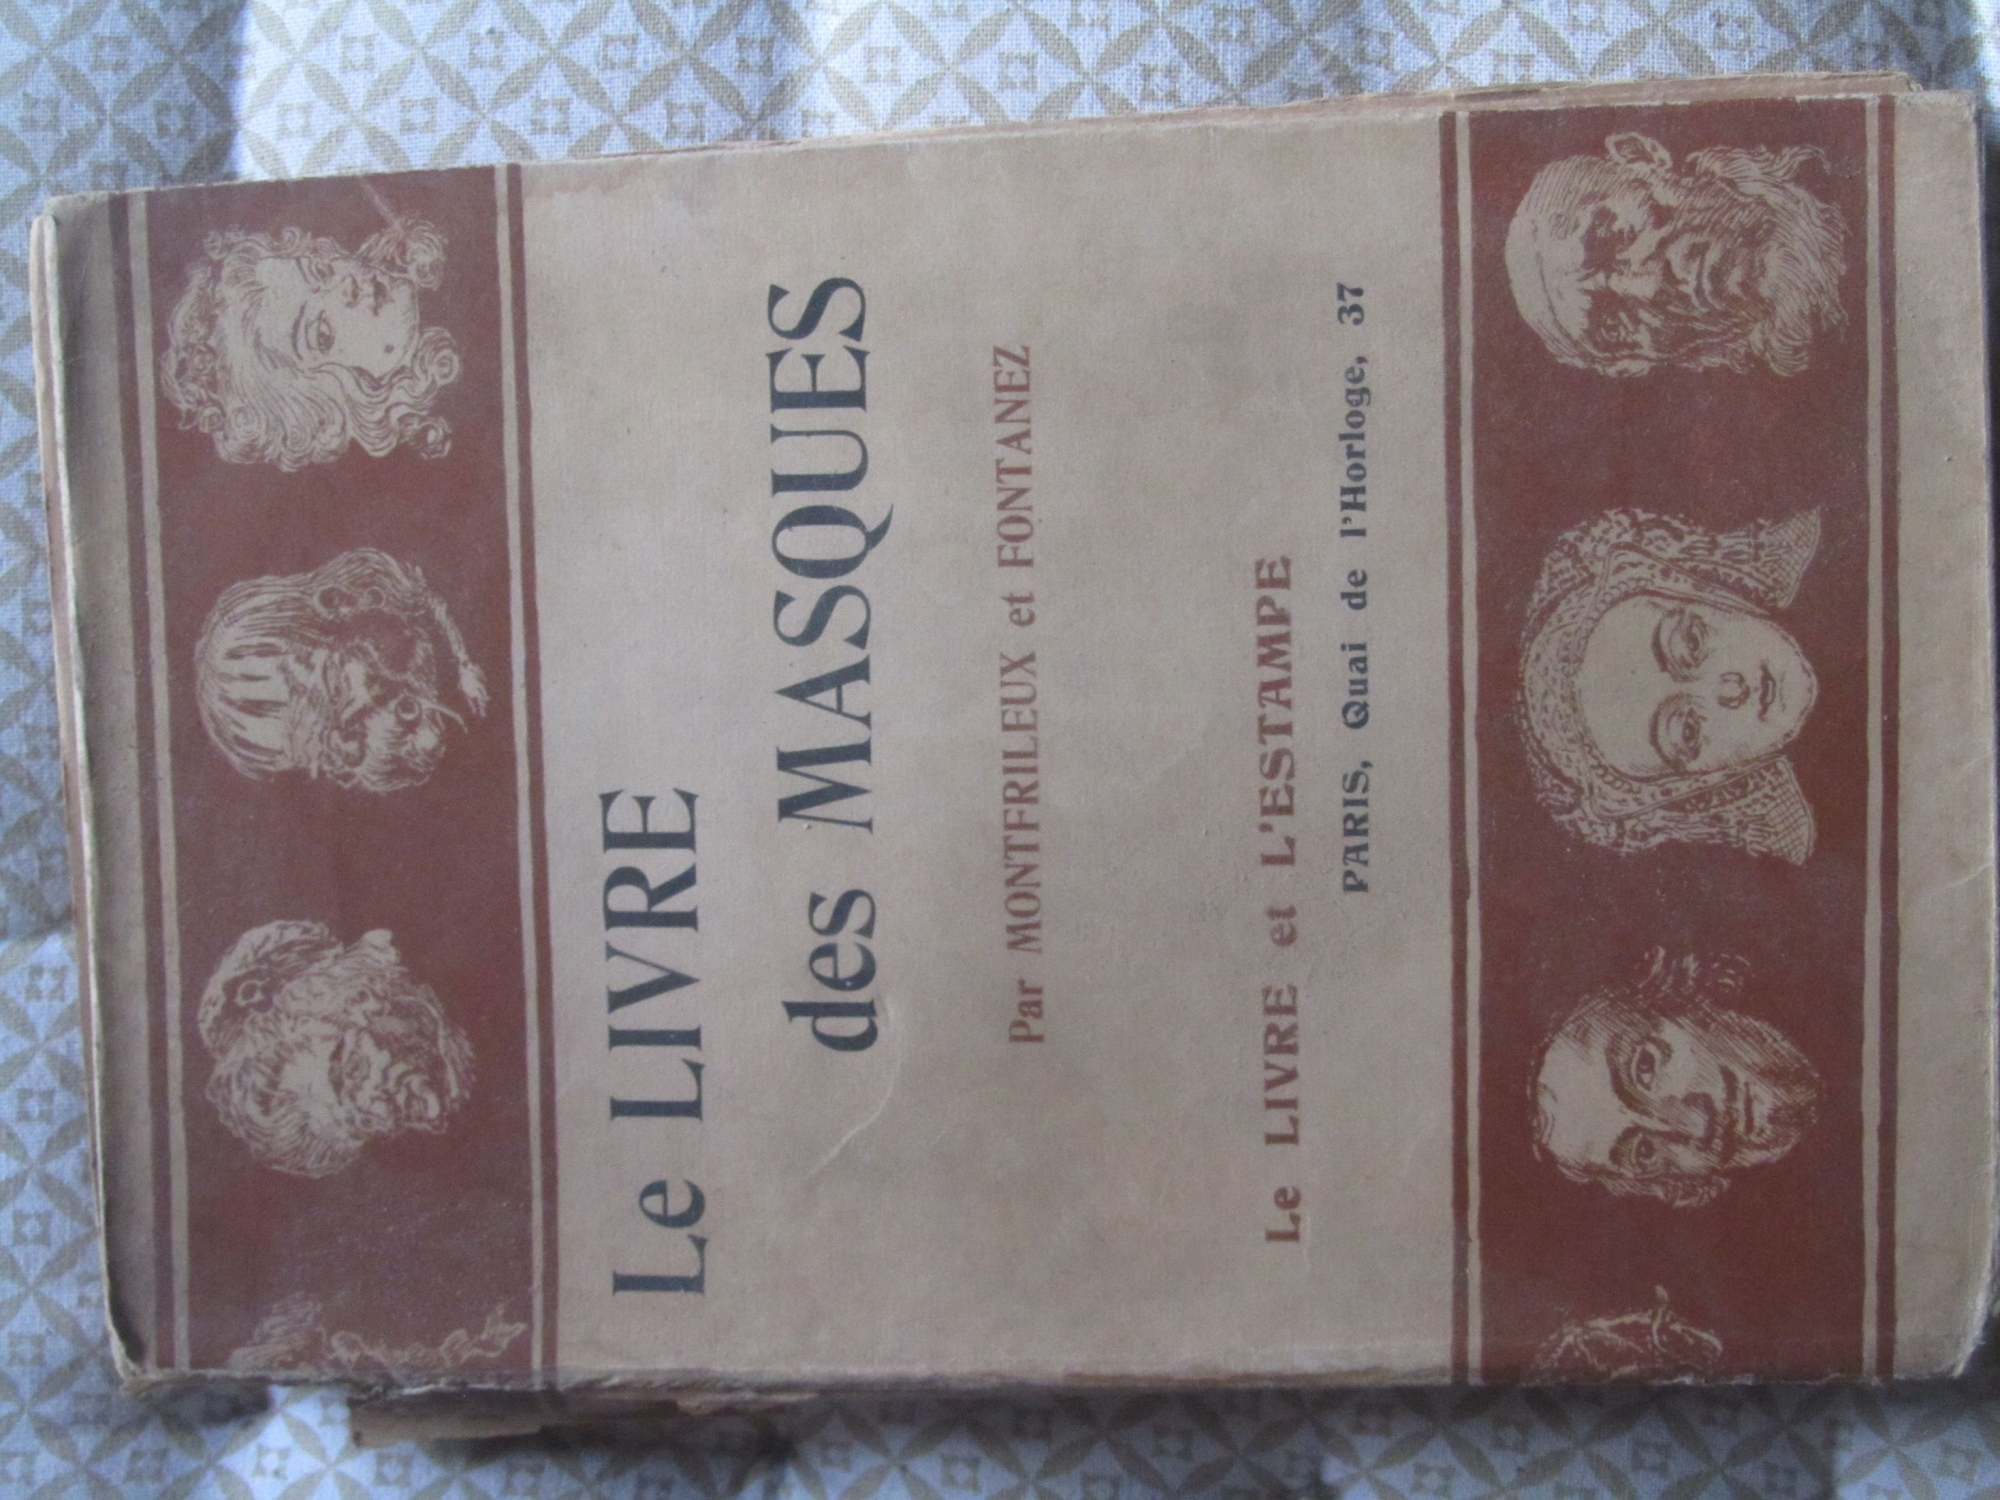 Le LIVRE
des MASQUES
Par MONTFRILEUX et FONTANEZ
Le LIVRE et L'ESTAMPE
PARIS, Quai de l'Horloge, 37